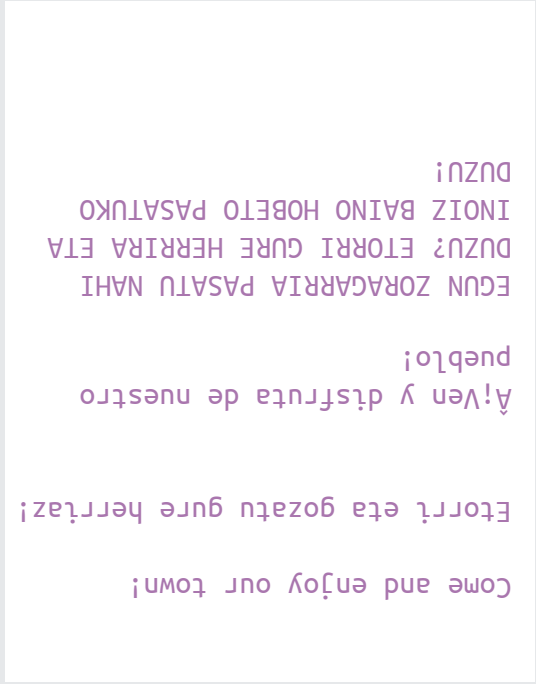 Come and enjoy our town!
Etorri eta gozatu gure herriaz!
Â¡Ven y disfruta de nuestro
pueblo!
EGUN ZORAGARRIA PASATU NAHI
DUZU? ETORRI GURE HERRIRA ETA
INOIZ BAINO HOBETO PASATUKO
DUZU!